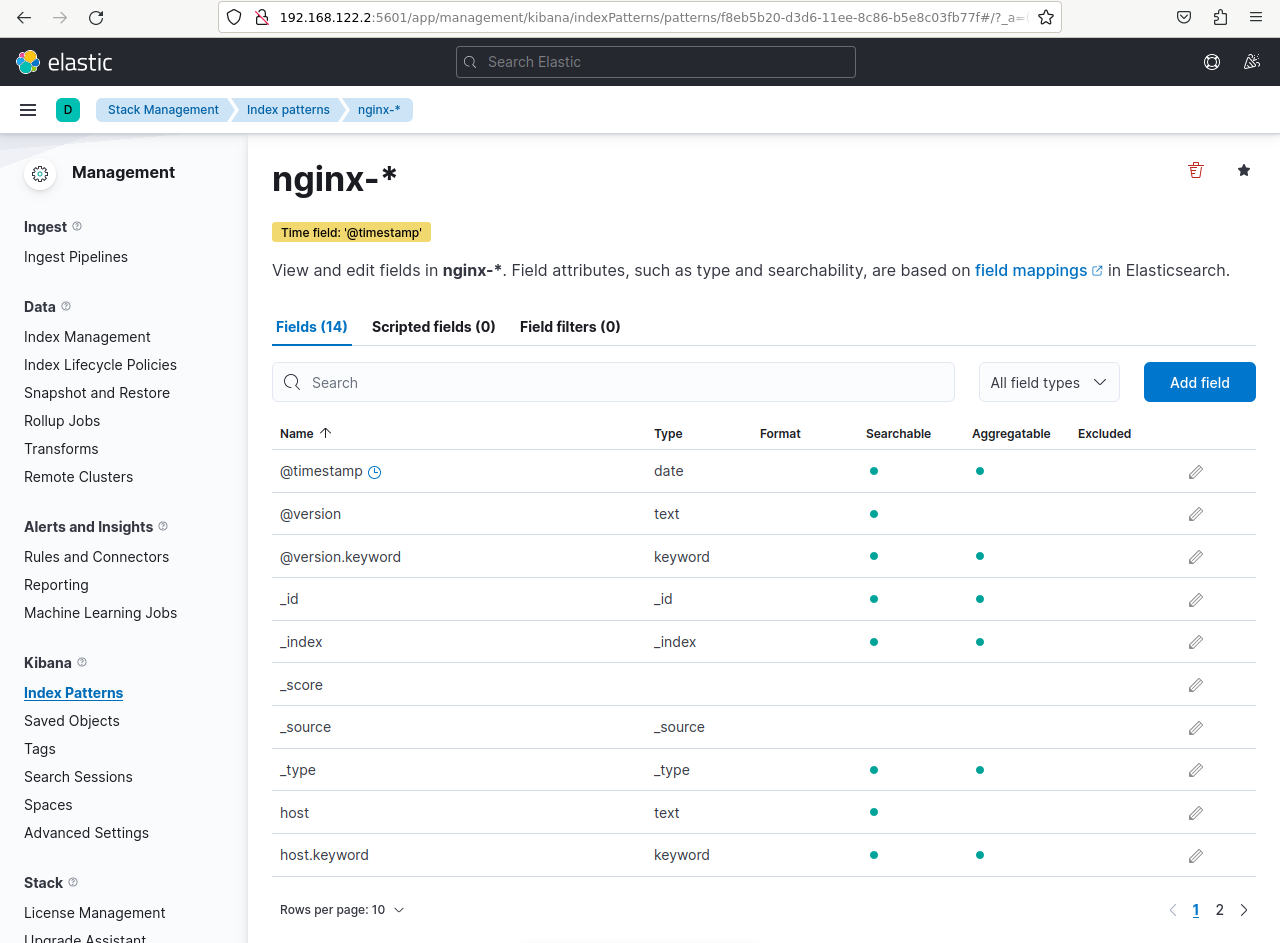 192.168.122.2:5601/app/management/kibana/indexPatterns/patterns/f8eb5b20-d3d6-11ee-8c86-b5e8c03fb77f#/?_a=(
elastic
Search Elastic
D
Stack Management
Index patterns
nginx-*
Management
Ingest
Ingest Pipelines
Data
Index Management
Index Lifecycle Policies
Snapshot and Restore
Rollup Jobs
Transforms
Remote Clusters
Alerts and Insights
Rules and Connectors
Reporting
Machine Learning Jobs
Kibana
Index Patterns
Saved Objects
Tags
Search Sessions
Spaces
Advanced Settings
Stack
License Management
Upgrade Assistant
nginx-*
Time field: '@timestamp'
View and edit fields in nginx-*. Field attributes, such as type and searchability, are based on field mappings in Elasticsearch.
Fields (14) Scripted fields (0) Field filters (0)
Search
All field types
Add field
Name Type Format Searchable Aggregatable Excluded
@timestamp date
@version text
@version.keyword keyword
_id _id
_index _index
_score
_source _source
_type _type
host text
host.keyword keyword
Rows per page: 10
1 2